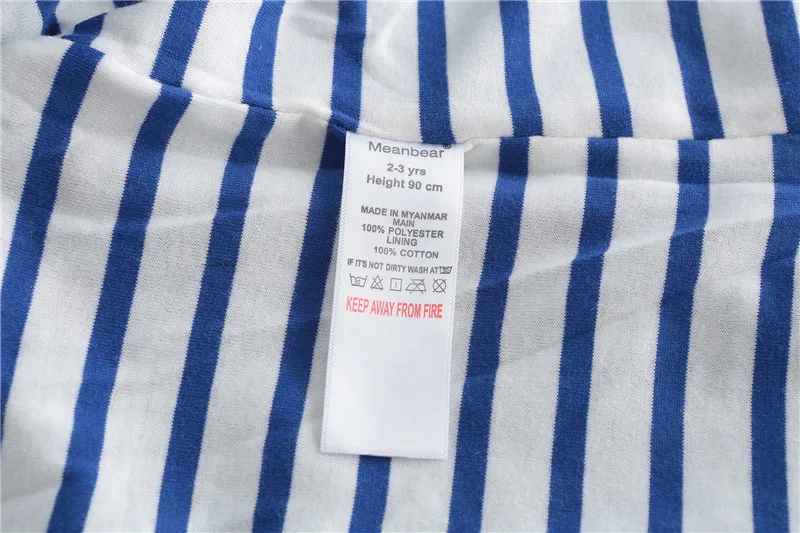 Meanbear®
2-3 yrs
Height 90 cm
MADE IN MYANMAR
MAIN
100% POLYESTER
LINING
100% COTTON
IF IT'S NOT DIRTY WASH AT 30
KEEP AWAY FROM FIRE